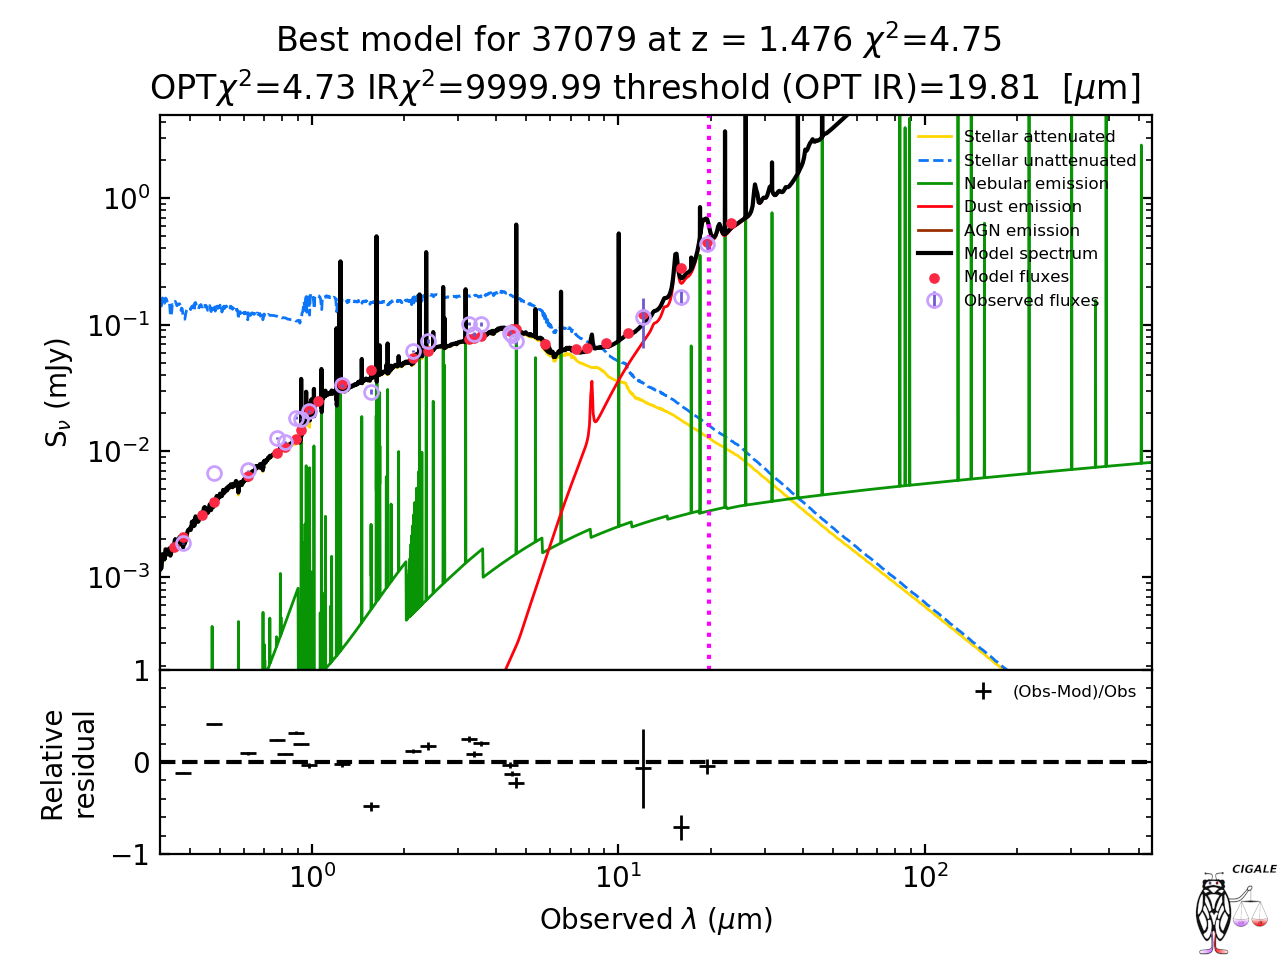 Best model for 37079 at z = 1.476 χ²=4.75
OPTχ²=4.73 IRχ²=9999.99 threshold (OPT IR)=19.81  [μm]
Stellar attenuated
Stellar unattenuated
Nebular emission
Dust emission
AGN emission
Model spectrum
Model fluxes
Observed fluxes
10⁰
10⁻¹
10⁻²
10⁻³
S_ν (mJy)
1
0
−1
Relative
residual
(Obs-Mod)/Obs
10⁰ 10¹ 10²
Observed λ (μm)
CIGALE